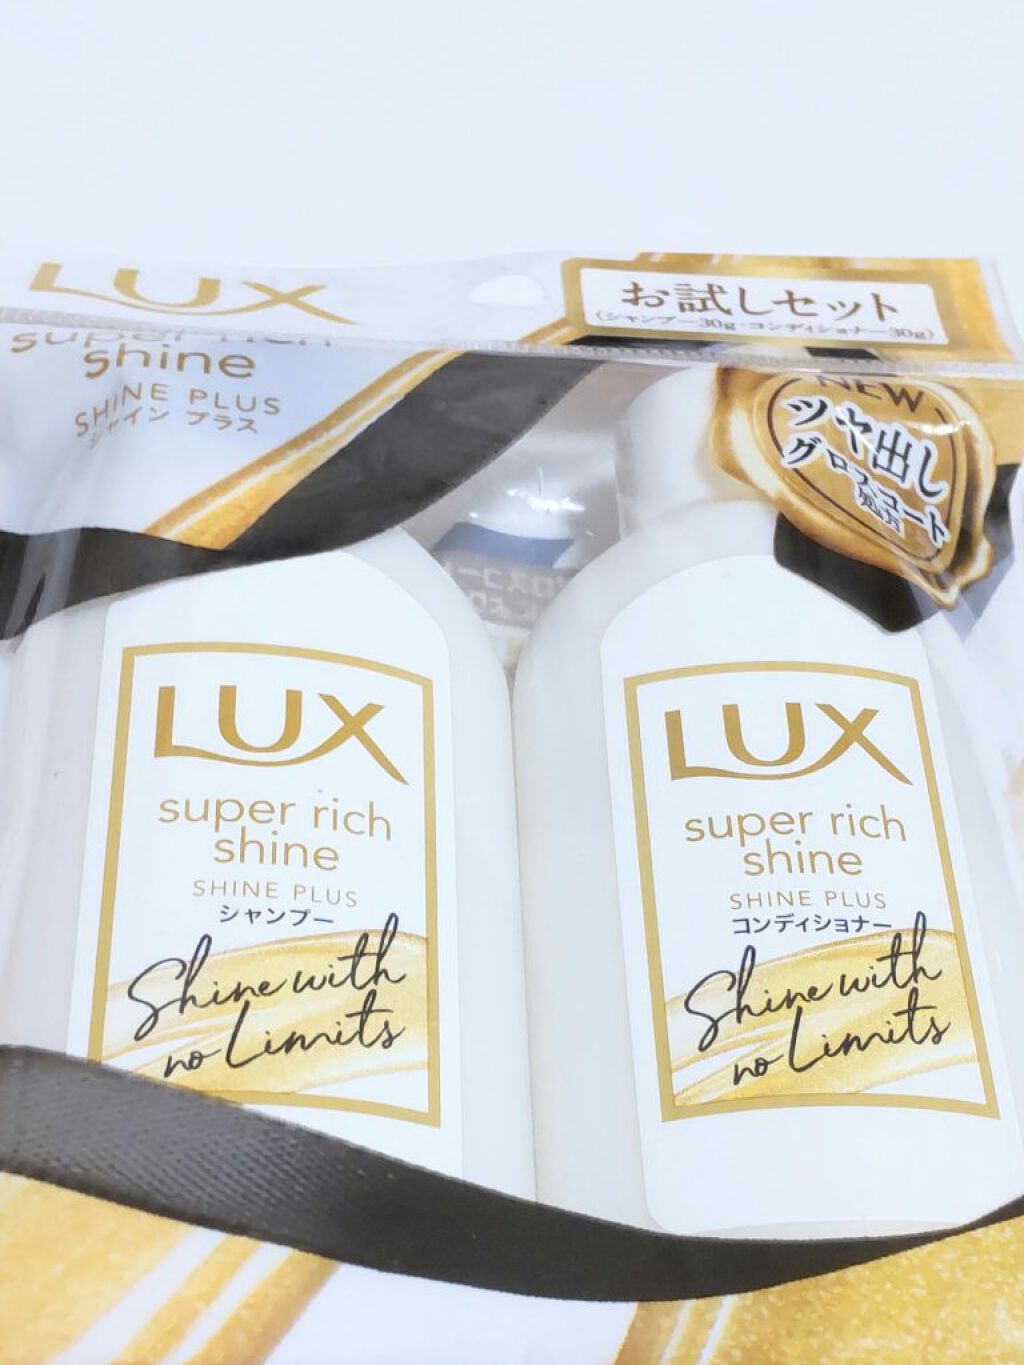 LUX
super rich
shine
SHINE PLUS
シャイン プラス
お試しセット
(シャンプー30g・コンディショナー30g)
NEW
ツヤ出し
グロスコート
処方
LUX
super rich
shine
SHINE PLUS
シャンプー
Shine with
no Limits
LUX
super rich
shine
SHINE PLUS
コンディショナー
Shine with
no Limits